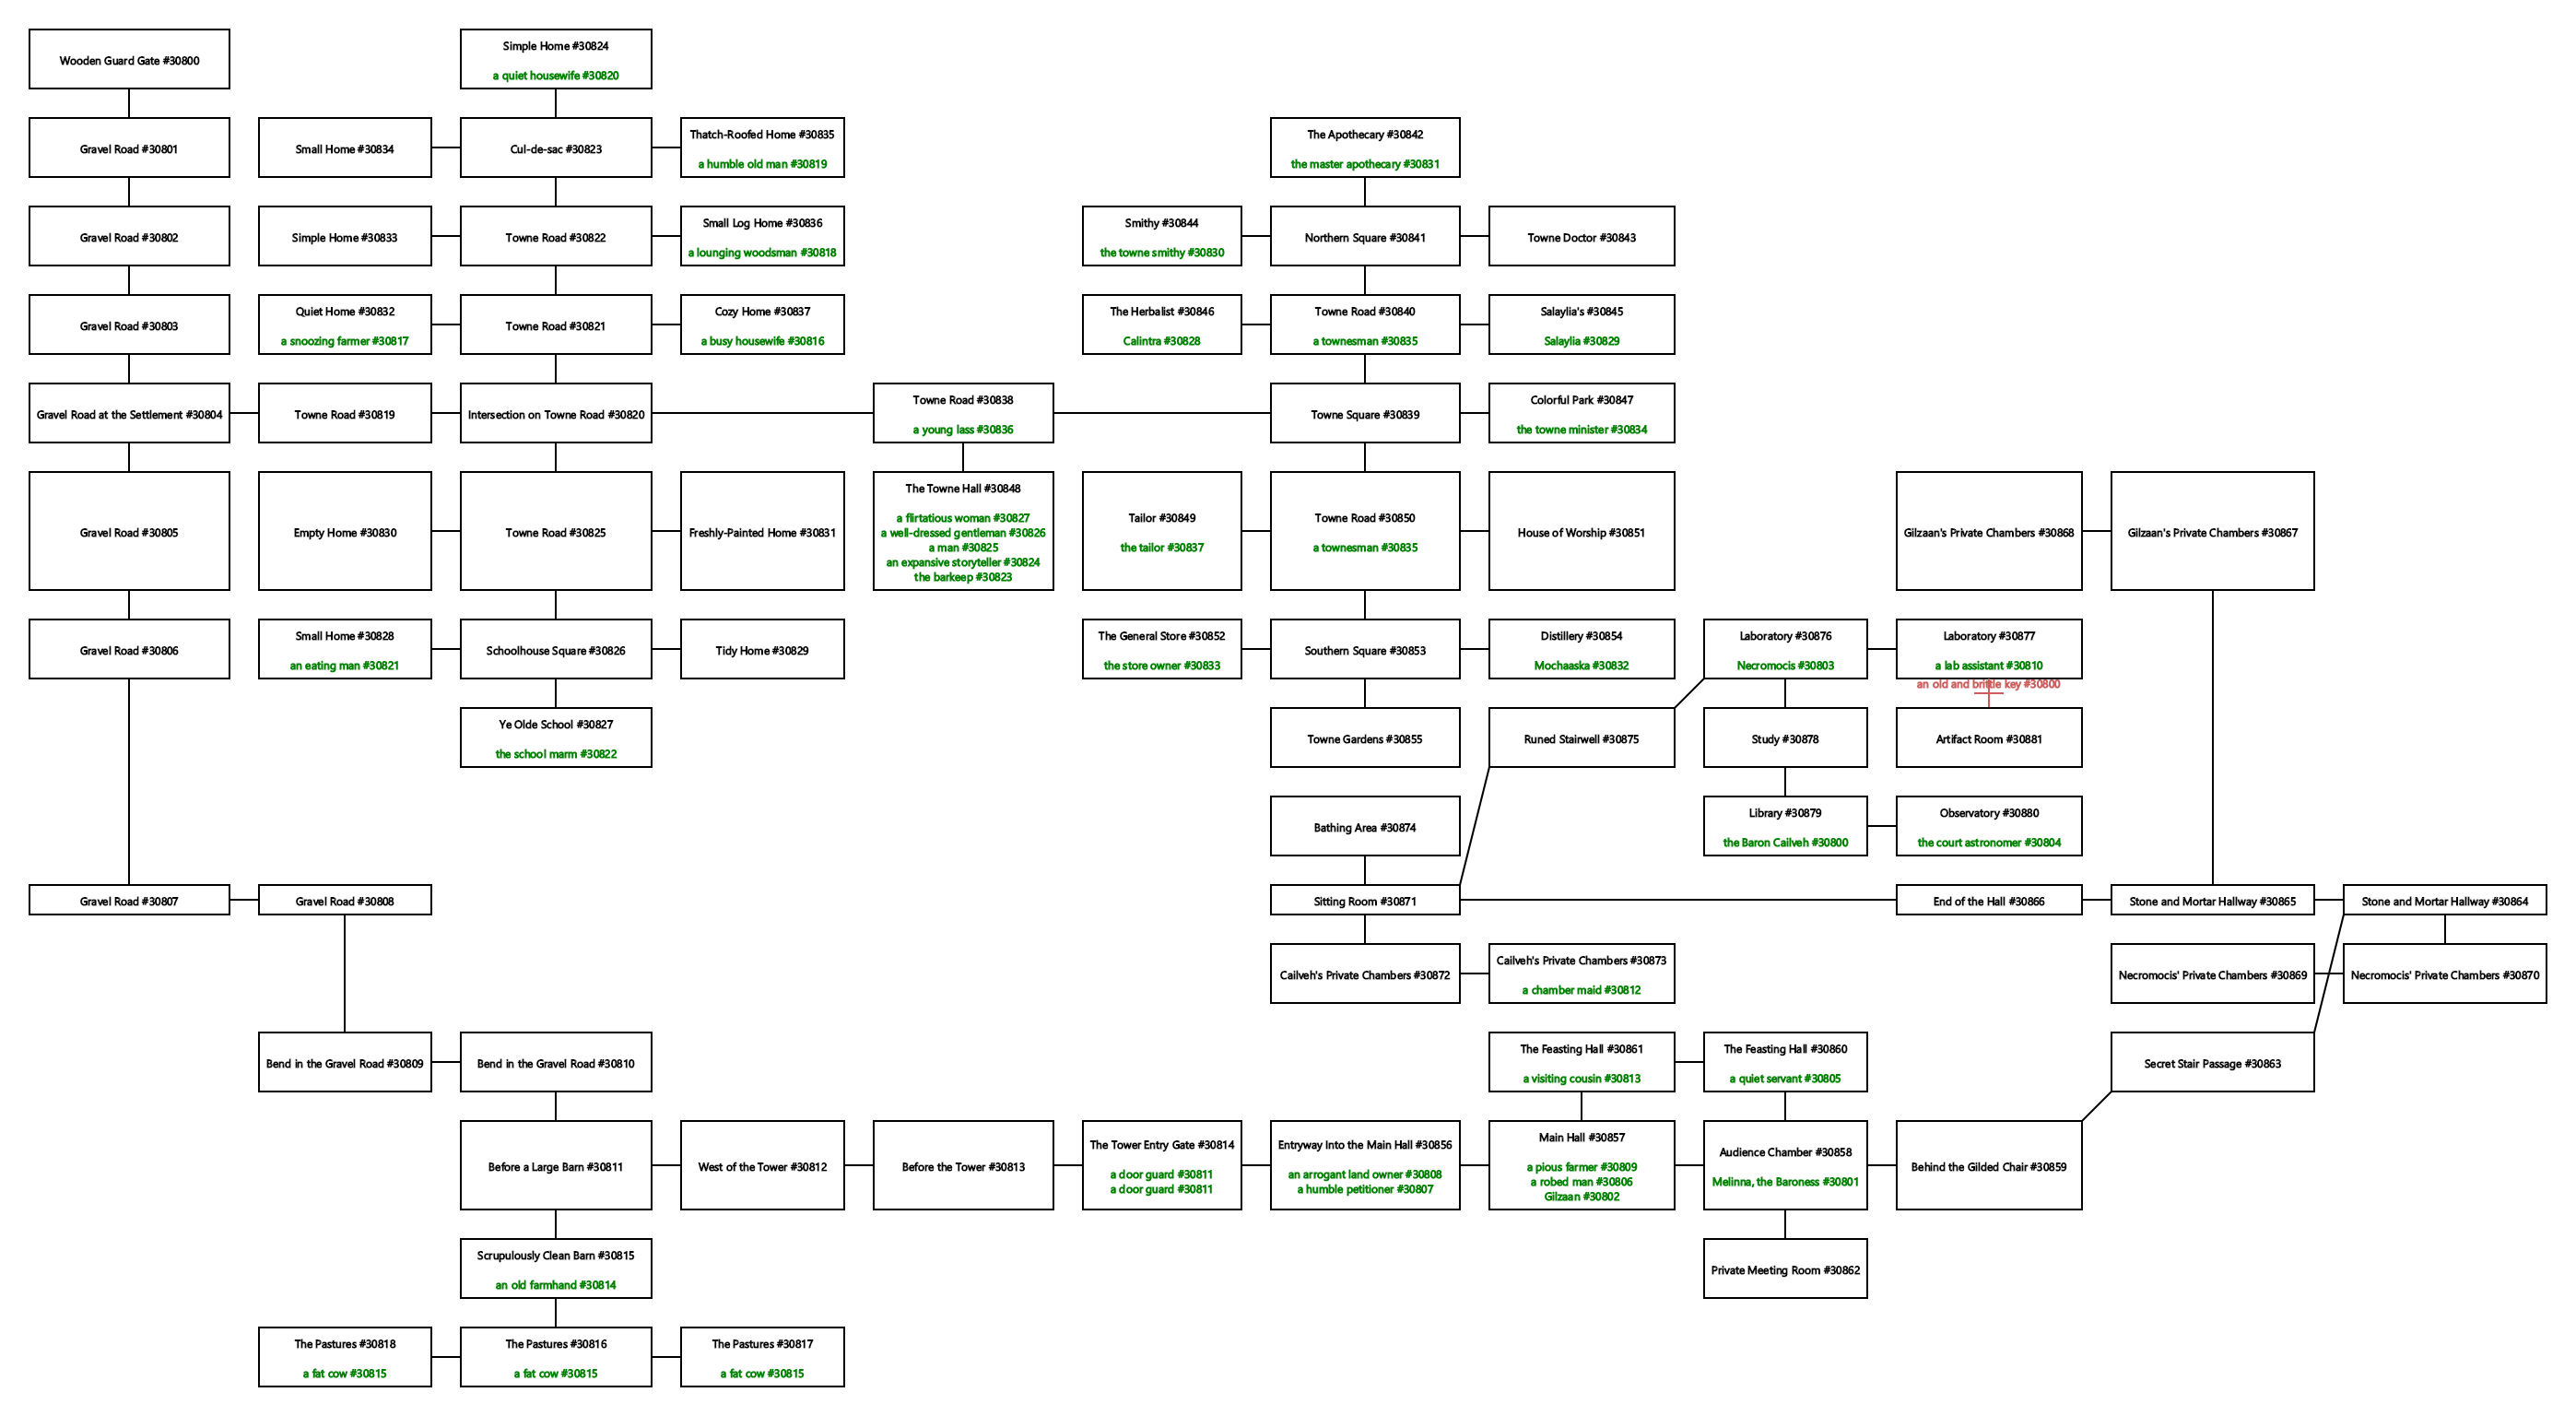 Wooden Guard Gate #30800
Simple Home #30824
a quiet housewife #30820
Gravel Road #30801
Small Home #30834
Cul-de-sac #30823
Thatch-Roofed Home #30835
a humble old man #30819
The Apothecary #30842
the master apothecary #30831
Gravel Road #30802
Simple Home #30833
Towne Road #30822
Small Log Home #30836
a lounging woodsman #30818
Smithy #30844
the towne smithy #30830
Northern Square #30841
Towne Doctor #30843
Gravel Road #30803
Quiet Home #30832
a snoozing farmer #30817
Towne Road #30821
Cozy Home #30837
a busy housewife #30816
The Herbalist #30846
Calintra #30828
Towne Road #30840
a townesman #30835
Salaylia's #30845
Salaylia #30829
Gravel Road at the Settlement #30804
Towne Road #30819
Intersection on Towne Road #30820
Towne Road #30838
a young lass #30836
Towne Square #30839
Colorful Park #30847
the towne minister #30834
Gravel Road #30805
Empty Home #30830
Towne Road #30825
Freshly-Painted Home #30831
The Towne Hall #30848
a flirtatious woman #30827
a well-dressed gentleman #30826
a man #30825
an expansive storyteller #30824
the barkeep #30823
Tailor #30849
the tailor #30837
Towne Road #30850
a townesman #30835
House of Worship #30851
Gilzaan's Private Chambers #30868
Gilzaan's Private Chambers #30867
Gravel Road #30806
Small Home #30828
an eating man #30821
Schoolhouse Square #30826
Tidy Home #30829
The General Store #30852
the store owner #30833
Southern Square #30853
Distillery #30854
Mochaaska #30832
Laboratory #30876
Necromocis #30803
Laboratory #30877
a lab assistant #30810
an old and brittle key #30800
Ye Olde School #30827
the school marm #30822
Towne Gardens #30855
Runed Stairwell #30875
Study #30878
Artifact Room #30881
Bathing Area #30874
Library #30879
the Baron Cailveh #30800
Observatory #30880
the court astronomer #30804
Gravel Road #30807
Gravel Road #30808
Sitting Room #30871
End of the Hall #30866
Stone and Mortar Hallway #30865
Stone and Mortar Hallway #30864
Cailveh's Private Chambers #30872
Cailveh's Private Chambers #30873
a chamber maid #30812
Necromocis' Private Chambers #30869
Necromocis' Private Chambers #30870
Bend in the Gravel Road #30809
Bend in the Gravel Road #30810
The Feasting Hall #30861
a visiting cousin #30813
The Feasting Hall #30860
a quiet servant #30805
Secret Stair Passage #30863
Before a Large Barn #30811
West of the Tower #30812
Before the Tower #30813
The Tower Entry Gate #30814
a door guard #30811
a door guard #30811
Entryway Into the Main Hall #30856
an arrogant land owner #30808
a humble petitioner #30807
Main Hall #30857
a pious farmer #30809
a robed man #30806
Gilzaan #30802
Audience Chamber #30858
Melinna, the Baroness #30801
Behind the Gilded Chair #30859
Scrupulously Clean Barn #30815
an old farmhand #30814
Private Meeting Room #30862
The Pastures #30818
a fat cow #30815
The Pastures #30816
a fat cow #30815
The Pastures #30817
a fat cow #30815